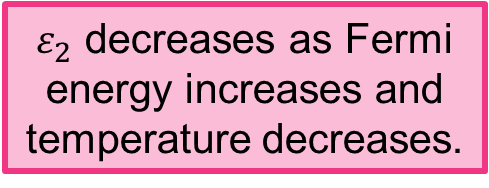 𝜀₂ decreases as Fermi
energy increases and
temperature decreases.